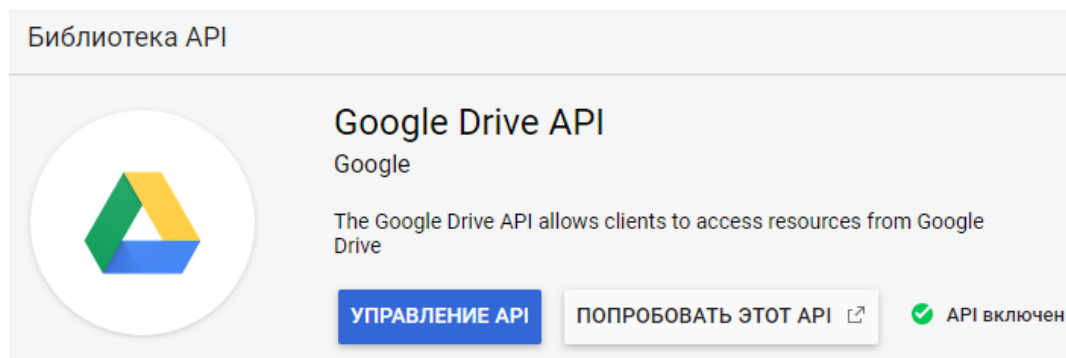 Библиотека API
Google Drive API
Google
The Google Drive API allows clients to access resources from Google
Drive
УПРАВЛЕНИЕ API
ПОПРОБОВАТЬ ЭТОТ API
API включен